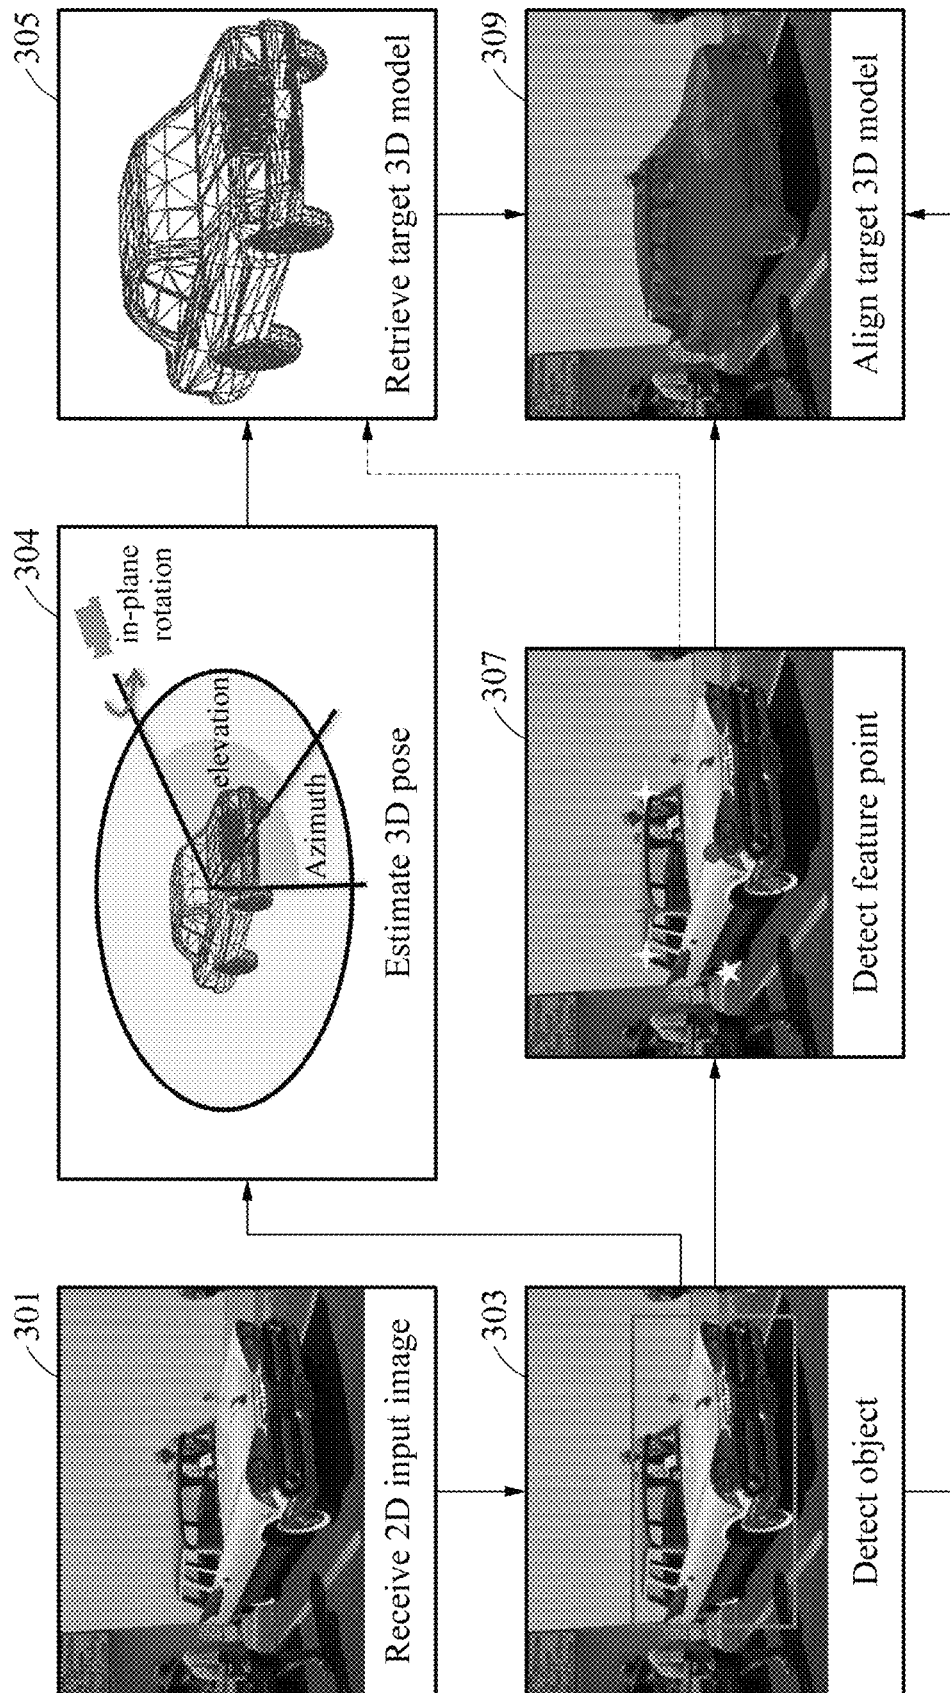 301
Receive 2D input image
303
Detect object
304
in-plane
rotation
elevation
Azimuth
Estimate 3D pose
307
Detect feature point
305
Retrieve target 3D model
309
Align target 3D model